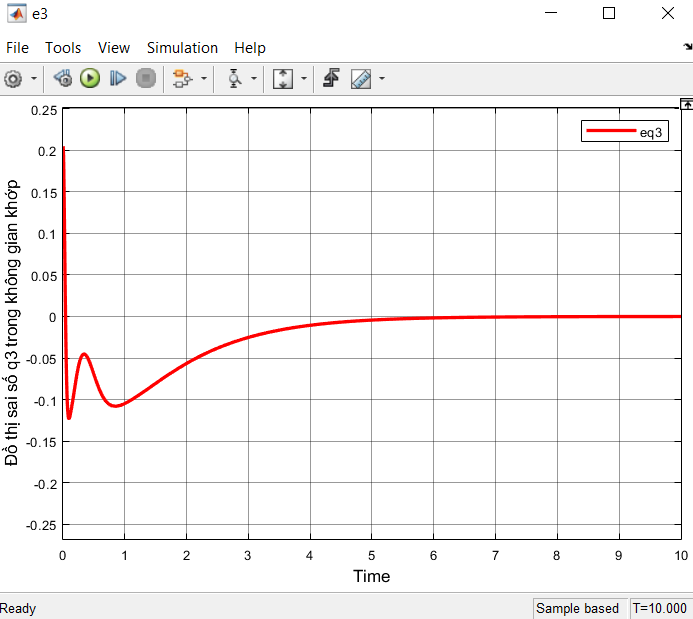 e3
File Tools View Simulation Help
eq3
Đồ thị sai số q3 trong không gian khớp
0.25
0.2
0.15
0.1
0.05
0
-0.05
-0.1
-0.15
-0.2
-0.25
0 1 2 3 4 5 6 7 8 9 10
Time
Ready
Sample based T=10.000